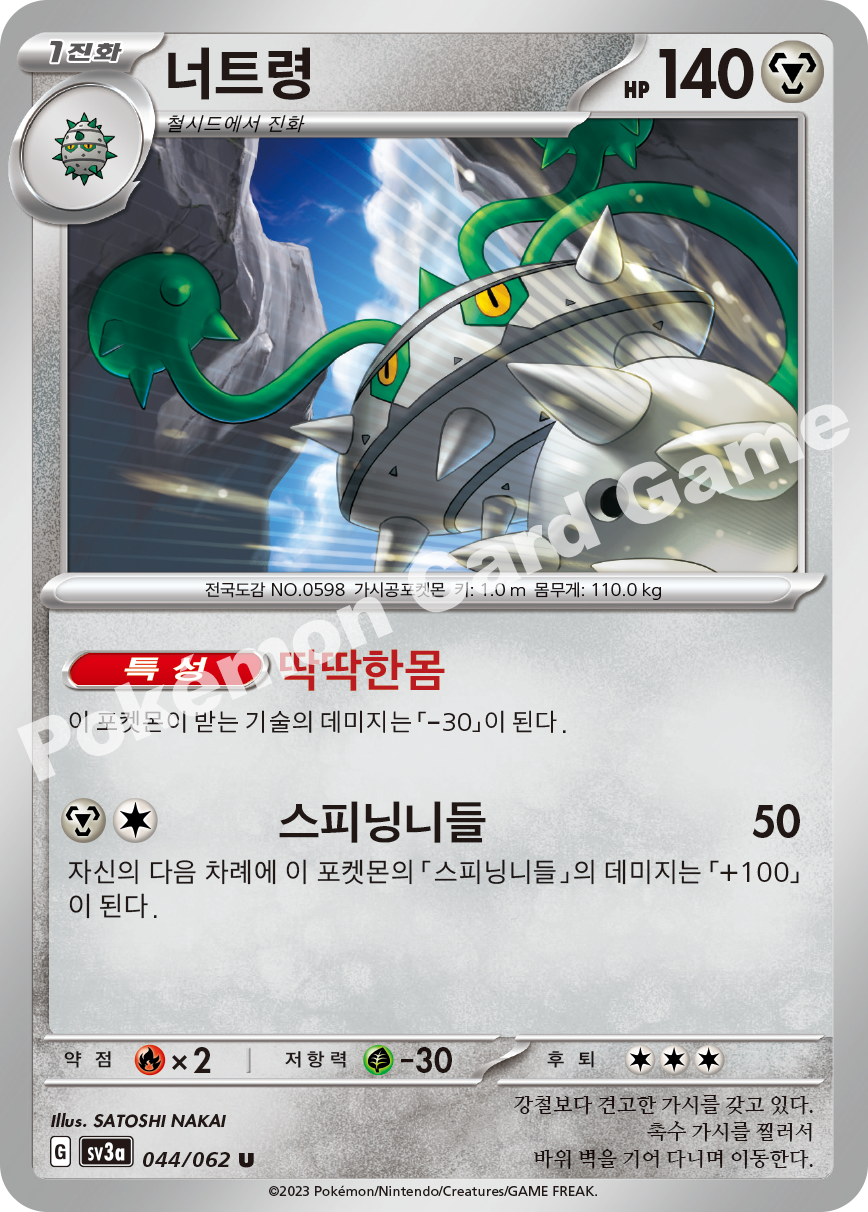 1진화 너트령 HP 140
철시드에서 진화
전국도감 NO.0598 가시공포켓몬 키: 1.0 m 몸무게: 110.0 kg
특성 딱딱한몸
이 포켓몬이 받는 기술의 데미지는 「-30」이 된다.
스피닝니들 50
자신의 다음 차례에 이 포켓몬의 「스피닝니들」의 데미지는 「+100」
이 된다.
약점 ×2 저항력 -30 후퇴
Illus. SATOSHI NAKAI
강철보다 견고한 가시를 갖고 있다.
촉수 가시를 찔러서
바위 벽을 기어 다니며 이동한다.
G sv3a 044/062 U
©2023 Pokémon/Nintendo/Creatures/GAME FREAK.
Pokémon Card Game